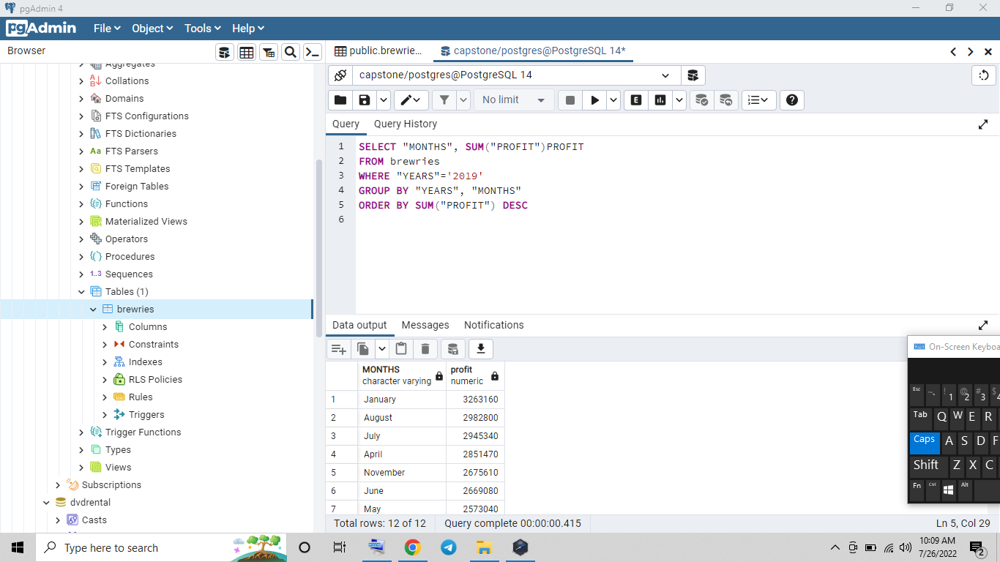 pgAdmin 4
pgAdmin File Object Tools Help
Browser
public.brewrie...
capstone/postgres@PostgreSQL 14*
Aggregates
Collations
Domains
FTS Configurations
FTS Dictionaries
Aa FTS Parsers
FTS Templates
Foreign Tables
Functions
Materialized Views
Operators
Procedures
1..3 Sequences
Tables (1)
brewries
Columns
Constraints
Indexes
RLS Policies
Rules
Triggers
Trigger Functions
Types
Views
Subscriptions
dvdrental
Casts
capstone/postgres@PostgreSQL 14
No limit
E
Query Query History
1 SELECT "MONTHS", SUM("PROFIT")PROFIT
2 FROM brewries
3 WHERE "YEARS"='2019'
4 GROUP BY "YEARS", "MONTHS"
5 ORDER BY SUM("PROFIT") DESC
6
Data output Messages Notifications
MONTHS profit
character varying numeric
1 January 3263160
2 August 2982800
3 July 2945340
4 April 2851470
5 November 2675610
6 June 2669080
7 May 2573040
Total rows: 12 of 12 Query complete 00:00:00.415 Ln 5, Col 29
On-Screen Keyboa
Esc ~ ` ! 1 @ 2 # 3 $ 4
Tab Q W E R
Caps A S D F
Shift Z X C
Fn Ctrl Alt
Type here to search
10:09 AM
7/26/2022
2